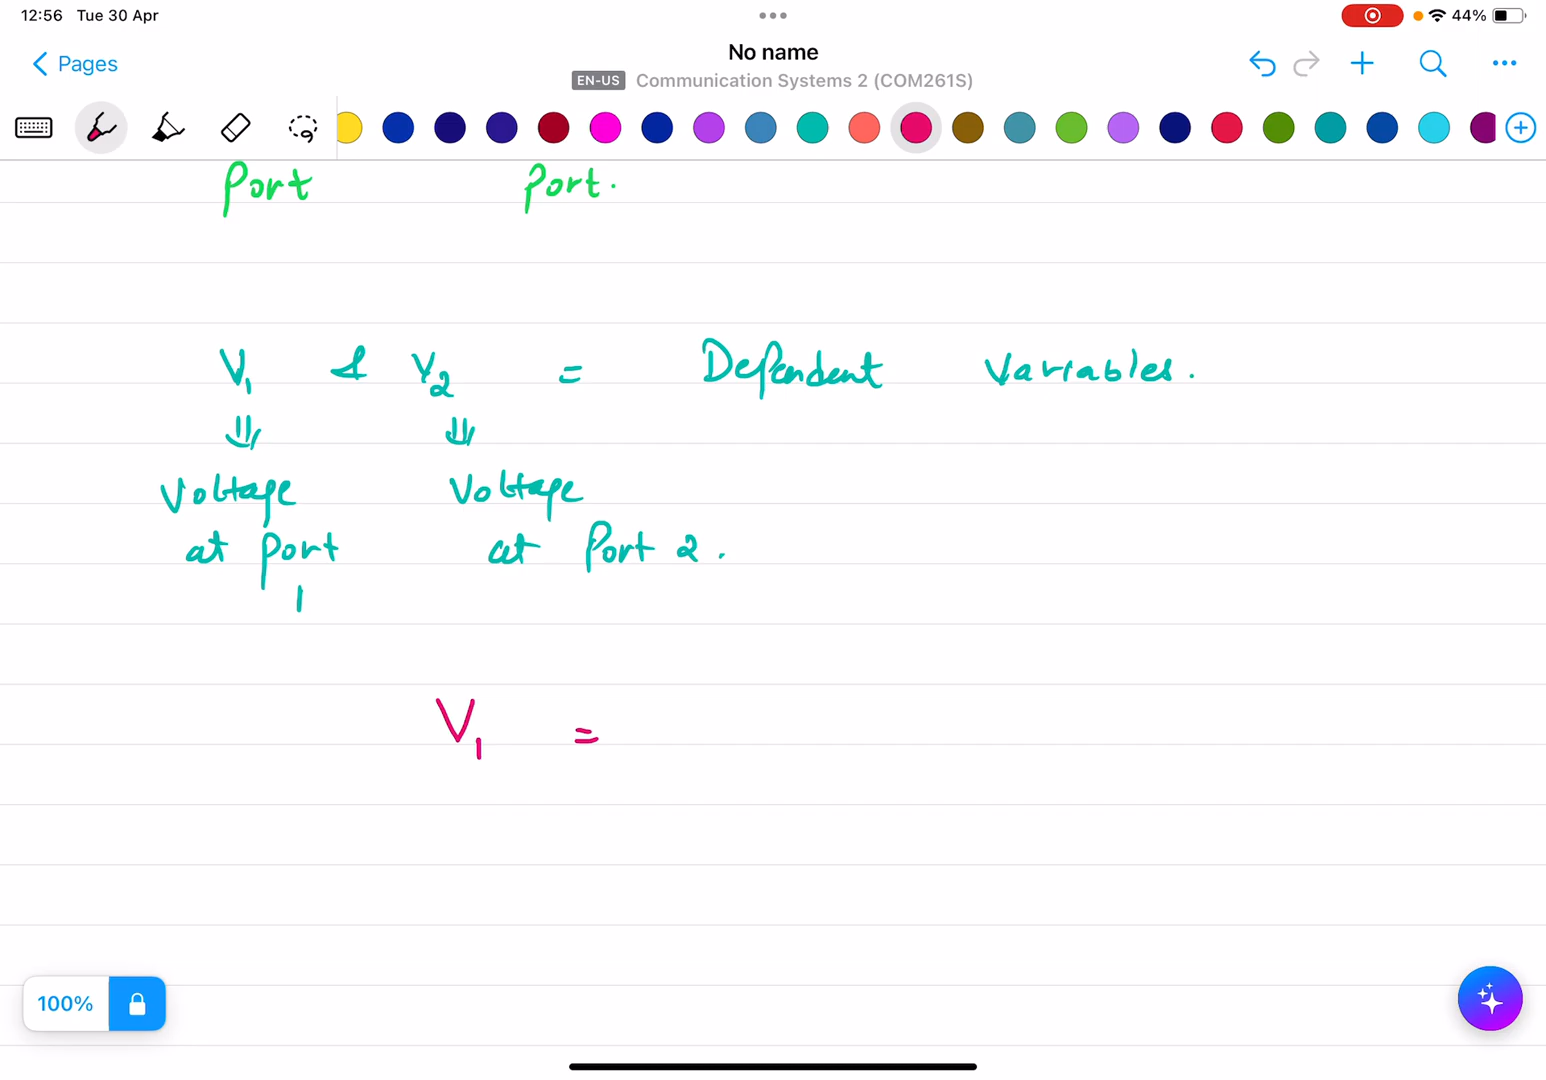 12:56 Tue 30 Apr 44%
Pages No name
EN-US Communication Systems 2 (COM261S)
Port Port.
V1 & V2 = Dependent Variables.
⇓ ⇓
Voltage Voltage
at port at Port 2.
1
V1 =
100%